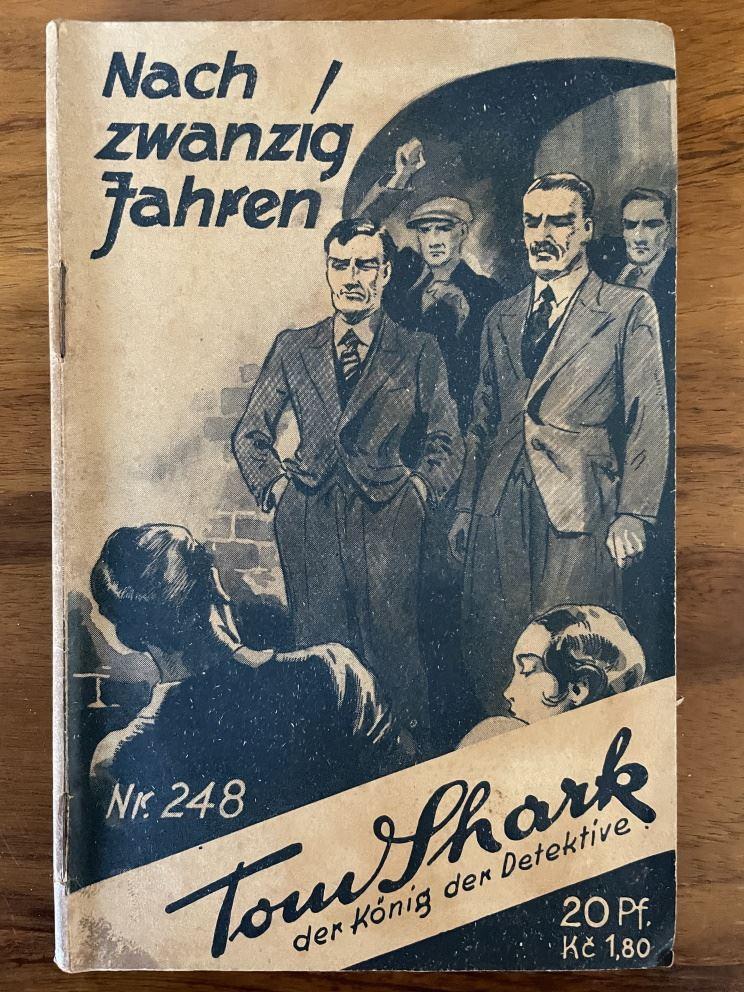 Nach
zwanzig
Jahren
Nr. 248
Tom Shark
der König der Detektive
20 Pf.
Kč 1,80